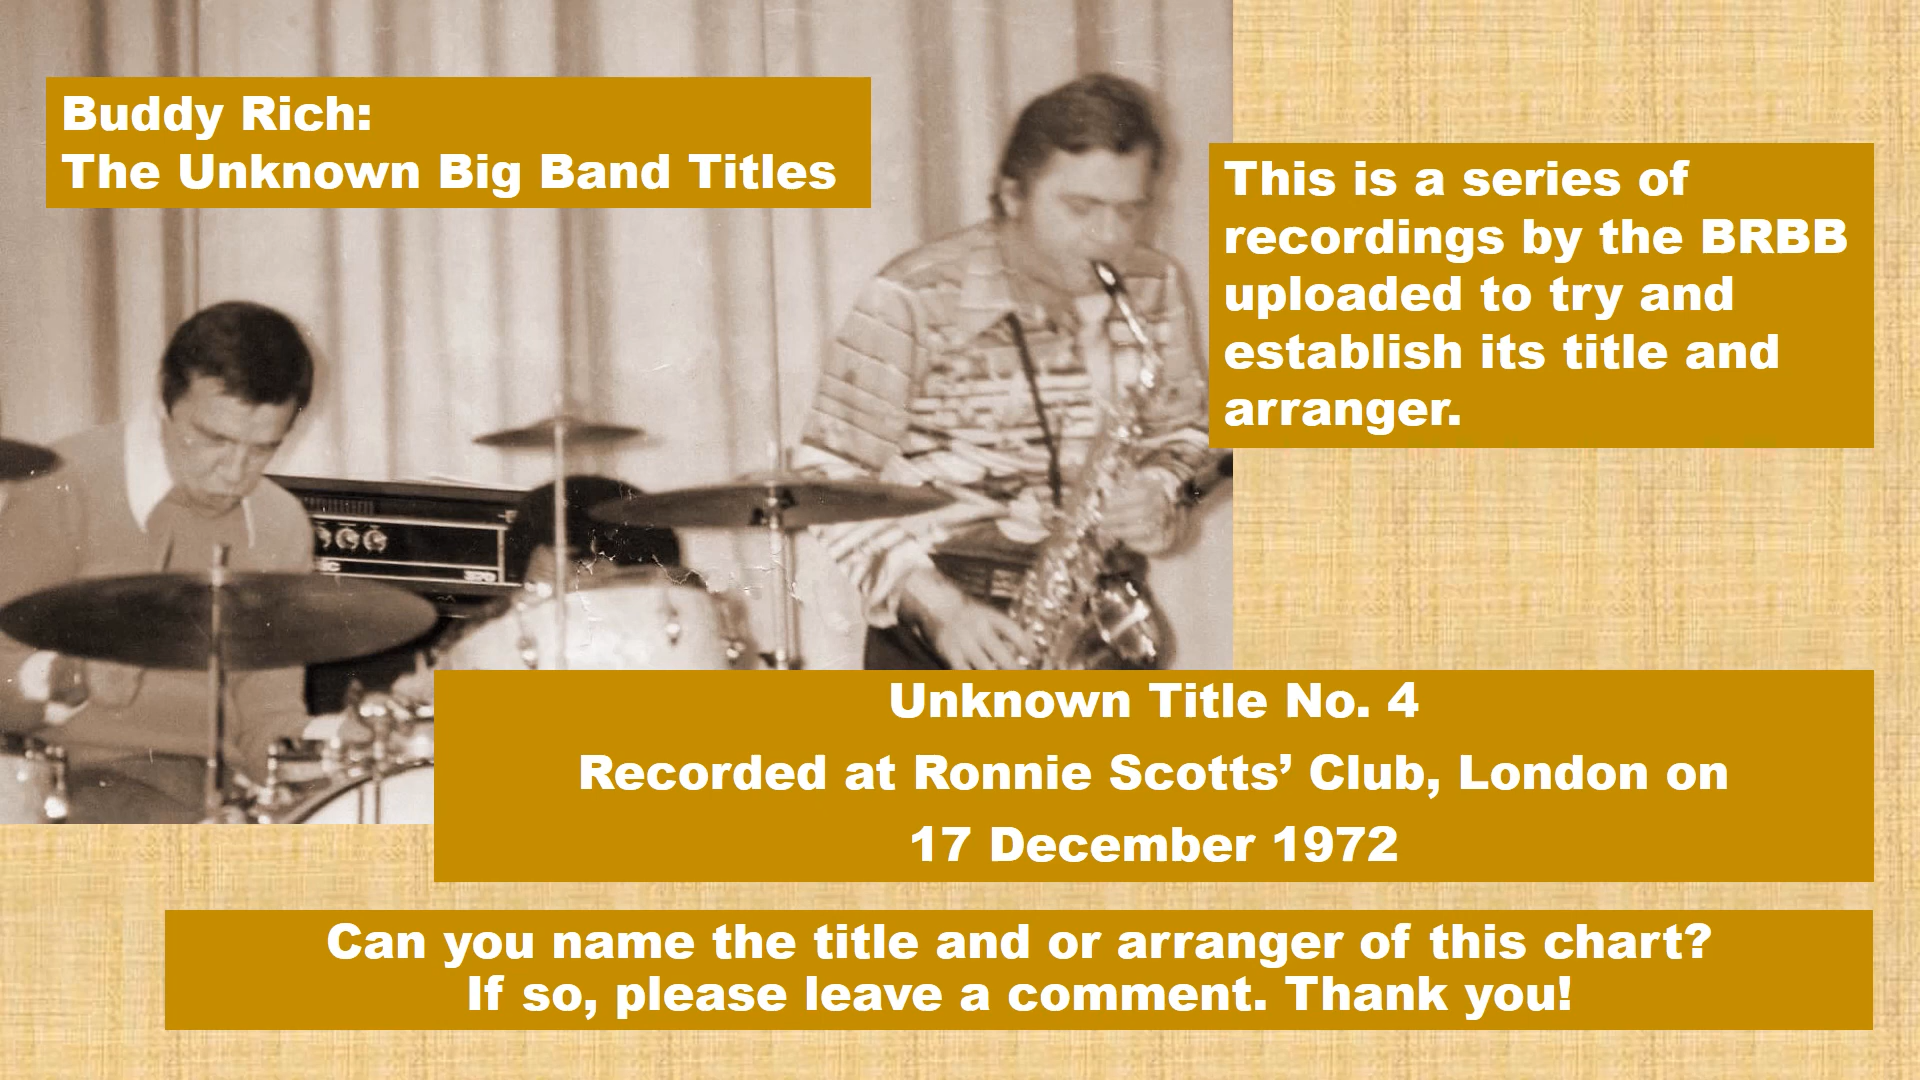 Buddy Rich:
The Unknown Big Band Titles
This is a series of
recordings by the BRBB
uploaded to try and
establish its title and
arranger.
Unknown Title No. 4
Recorded at Ronnie Scotts’ Club, London on
17 December 1972
Can you name the title and or arranger of this chart?
If so, please leave a comment. Thank you!